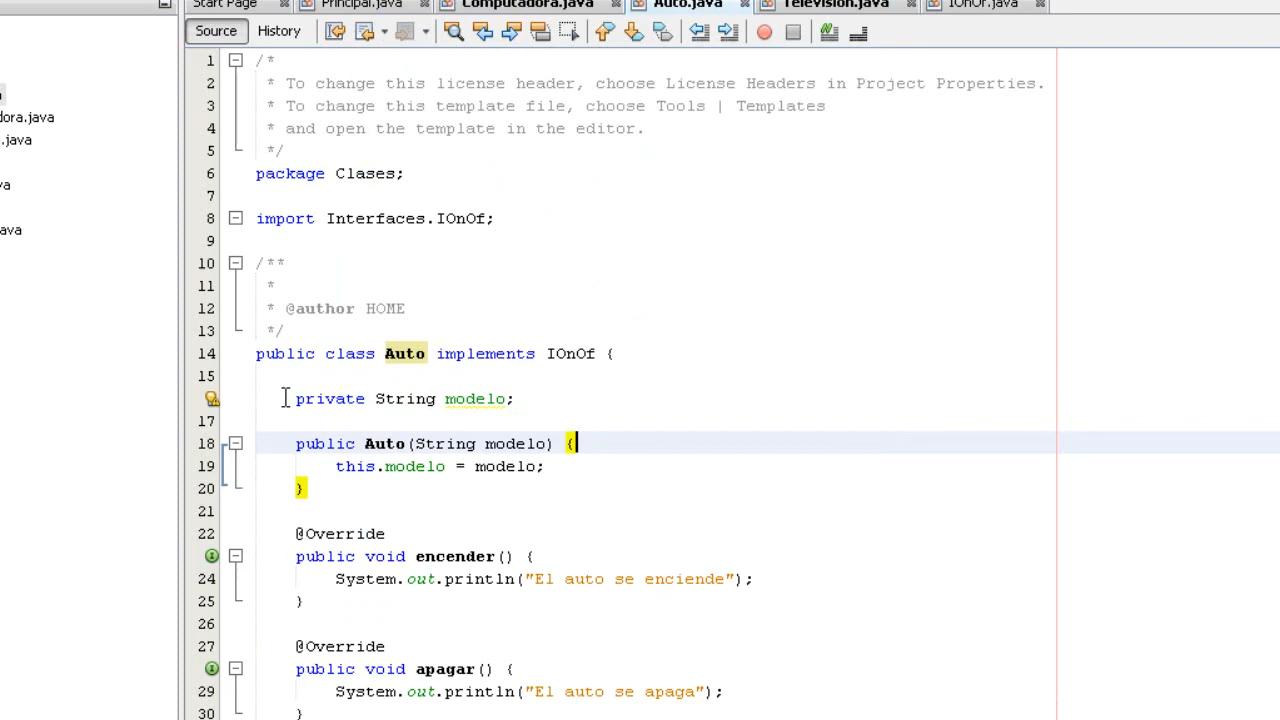 Start Page Principal.java Computadora.java Auto.java Television.java IOnOf.java
Source History
dora.java
.java
va
ava
1 /*
2 * To change this license header, choose License Headers in Project Properties.
3 * To change this template file, choose Tools | Templates
4 * and open the template in the editor.
5 */
6 package Clases;
7
8 import Interfaces.IOnOf;
9
10 /**
11 *
12 * @author HOME
13 */
14 public class Auto implements IOnOf {
15
private String modelo;
17
18 public Auto(String modelo) {
19 this.modelo = modelo;
20 }
21
22 @Override
public void encender() {
24 System.out.println("El auto se enciende");
25 }
26
27 @Override
public void apagar() {
29 System.out.println("El auto se apaga");
30 }